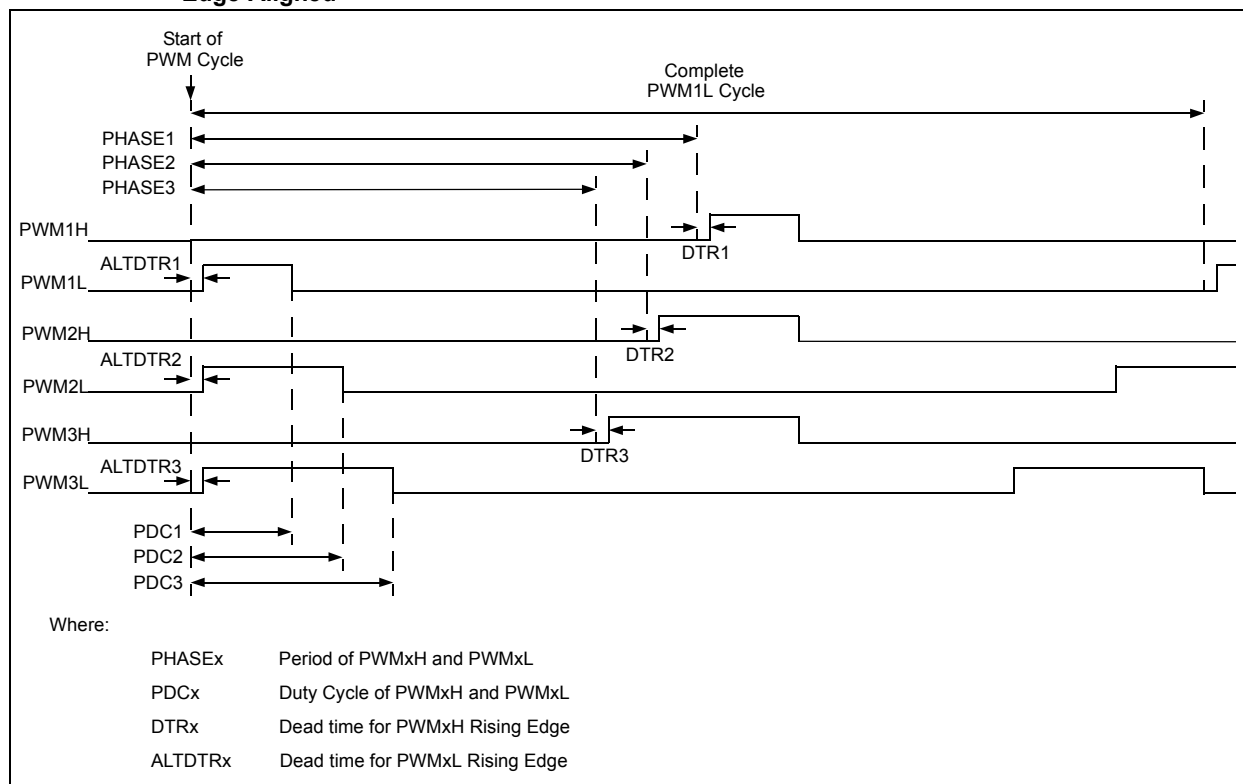 Edge Aligned
Start of
PWM Cycle
Complete
PWM1L Cycle
PHASE1
PHASE2
PHASE3
PWM1H
DTR1
ALTDTR1
PWM1L
PWM2H
DTR2
ALTDTR2
PWM2L
PWM3H
DTR3
ALTDTR3
PWM3L
PDC1
PDC2
PDC3
Where:
PHASEx Period of PWMxH and PWMxL
PDCx Duty Cycle of PWMxH and PWMxL
DTRx Dead time for PWMxH Rising Edge
ALTDTRx Dead time for PWMxL Rising Edge